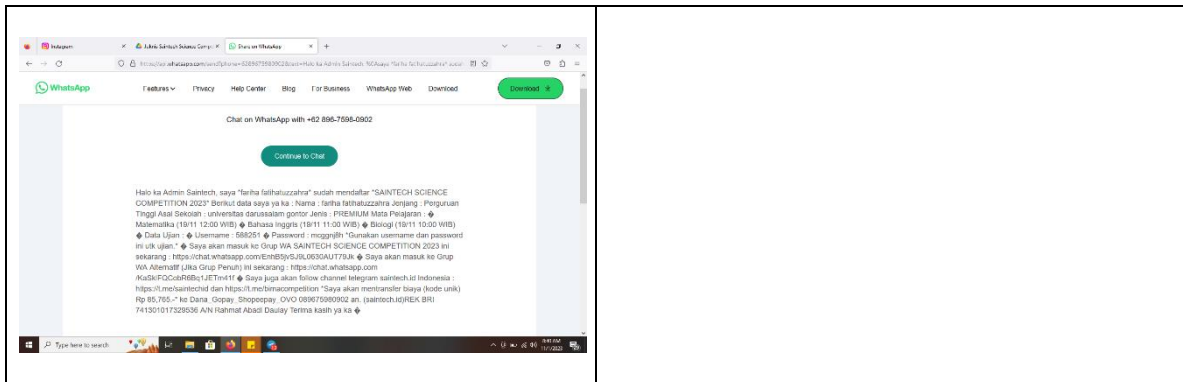 Instagram
Share on WhatsApp
WhatsApp
Features
Privacy
Help Center
Blog
For Business
WhatsApp Web
Download
Download
Chat on WhatsApp with +62 896-7598-0902
Continue to Chat
Halo ka Admin Saintech, saya "fariha fatihatuzzahra" sudah mendaftar "SAINTECH SCIENCE
COMPETITION 2023" Berikut data saya ya ka : Nama : fariha fatihatuzzahra Jenjang : Perguruan
Tinggi Asal Sekolah : universitas darussalam gontor Jenis : PREMIUM Mata Pelajaran : �
Matematika (19/11 12:00 WIB) � Bahasa Inggris (19/11 11:00 WIB) � Biologi (19/11 10:00 WIB)
� Data Ujian : � Username : 588251 � Password : mcggnj8h "Gunakan username dan password
ini utk ujian." � Saya akan masuk ke Grup WA SAINTECH SCIENCE COMPETITION 2023 ini
sekarang : https://chat.whatsapp.com/EnhB5jvSJ9L0630AUT79Jk � Saya akan masuk ke Grup
WA Alternatif (Jika Grup Penuh) ini sekarang : https://chat.whatsapp.com
/KaSkIFQCobR6Bq1JETm41f � Saya juga akan follow channel telegram saintech.id Indonesia :
https://t.me/saintechid dan https://t.me/bimacompetition "Saya akan mentransfer biaya (kode unik)
Rp 85,765.-" ke Dana_Gopay_Shopeepay_OVO 089675980902 an. (saintech.id)REK BRI
741301017329536 A/N Rahmat Abadi Daulay Terima kasih ya ka �
Type here to search
11/1/2023